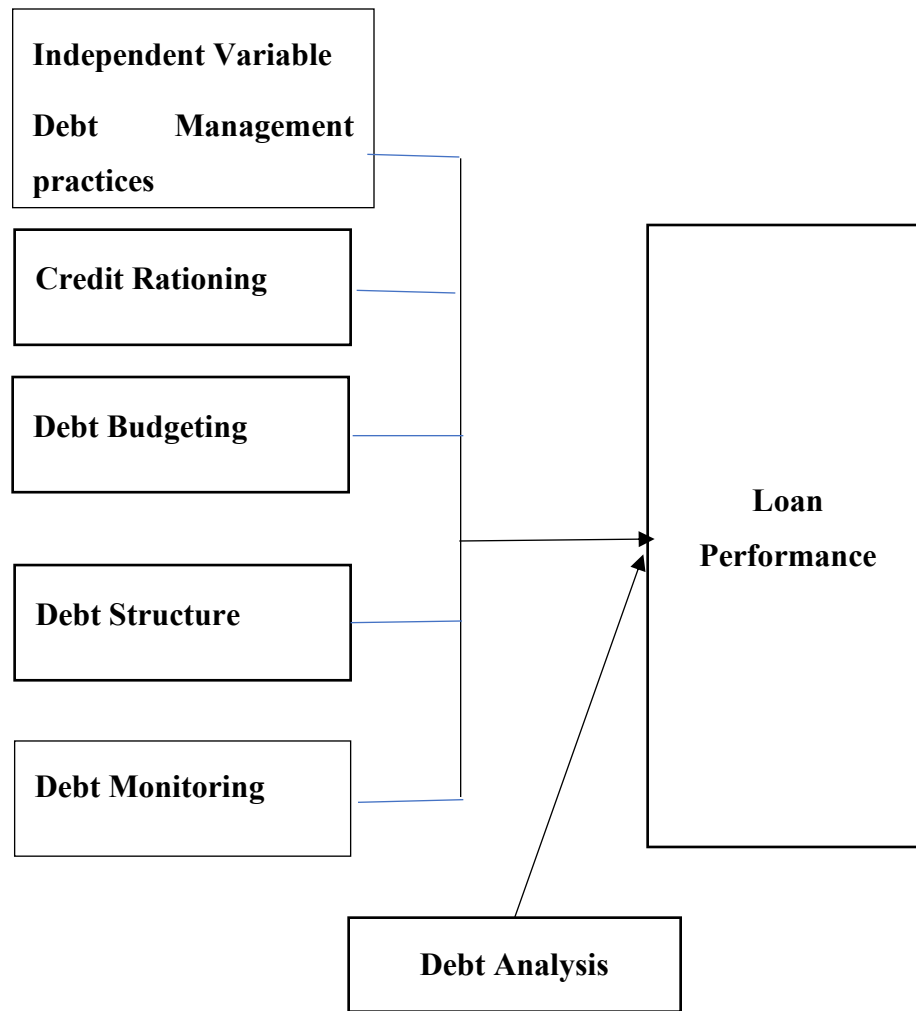 Independent Variable
Debt Management
practices
Credit Rationing
Debt Budgeting
Debt Structure
Debt Monitoring
Loan
Performance
Debt Analysis